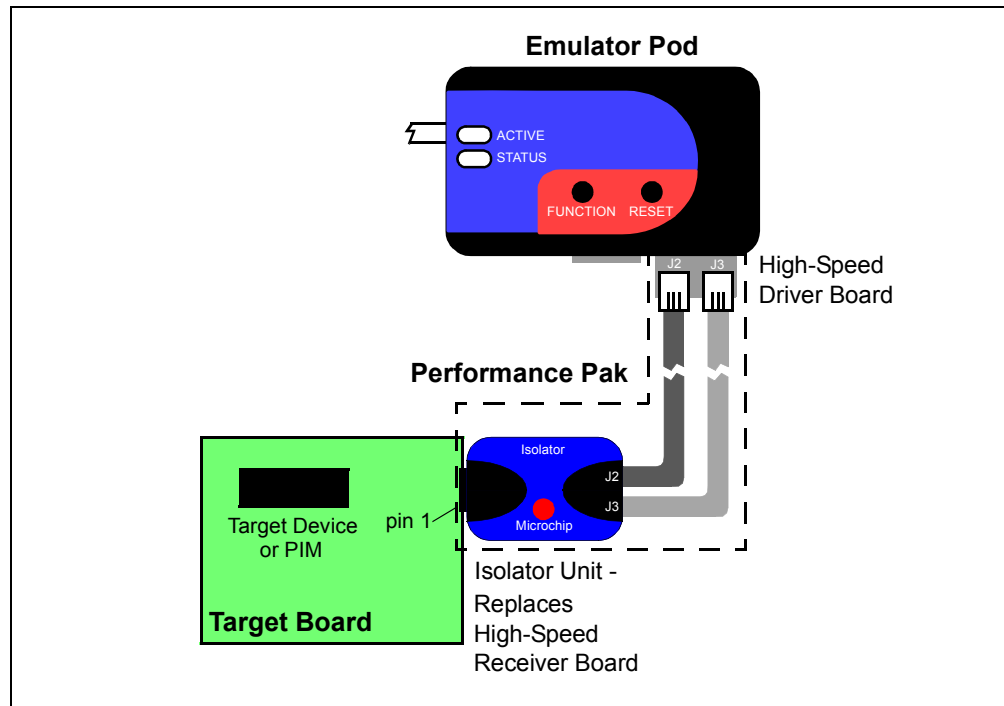 Emulator Pod
ACTIVE
STATUS
FUNCTION RESET
J2 J3
High-Speed
Driver Board
Performance Pak
Isolator
J2
J3
Microchip
pin 1
Target Device
or PIM
Target Board
Isolator Unit -
Replaces
High-Speed
Receiver Board